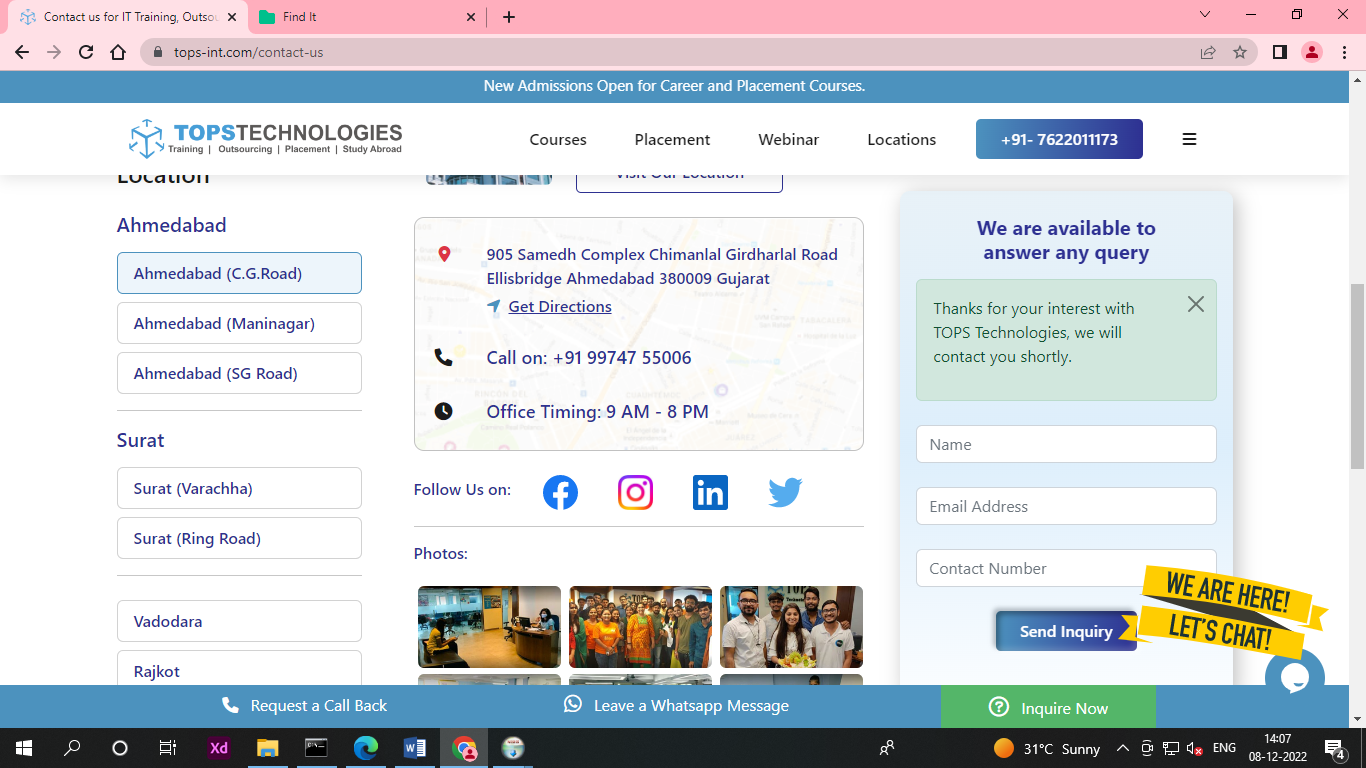 Contact us for IT Training, Outsou
Find It
tops-int.com/contact-us
New Admissions Open for Career and Placement Courses.
TOPSTECHNOLOGIES
Training | Outsourcing | Placement | Study Abroad
Courses
Placement
Webinar
Locations
+91- 7622011173
Location
Ahmedabad
Ahmedabad (C.G.Road)
Ahmedabad (Maninagar)
Ahmedabad (SG Road)
Surat
Surat (Varachha)
Surat (Ring Road)
Vadodara
Rajkot
Visit Our Location
905 Samedh Complex Chimanlal Girdharlal Road
Ellisbridge Ahmedabad 380009 Gujarat
Get Directions
Call on: +91 99747 55006
Office Timing: 9 AM - 8 PM
Follow Us on:
Photos:
We are available to
answer any query
Thanks for your interest with
TOPS Technologies, we will
contact you shortly.
Name
Email Address
Contact Number
Send Inquiry
WE ARE HERE!
LET'S CHAT!
Request a Call Back
Leave a Whatsapp Message
Inquire Now
Xd
31°C Sunny
ENG
14:07
08-12-2022
4